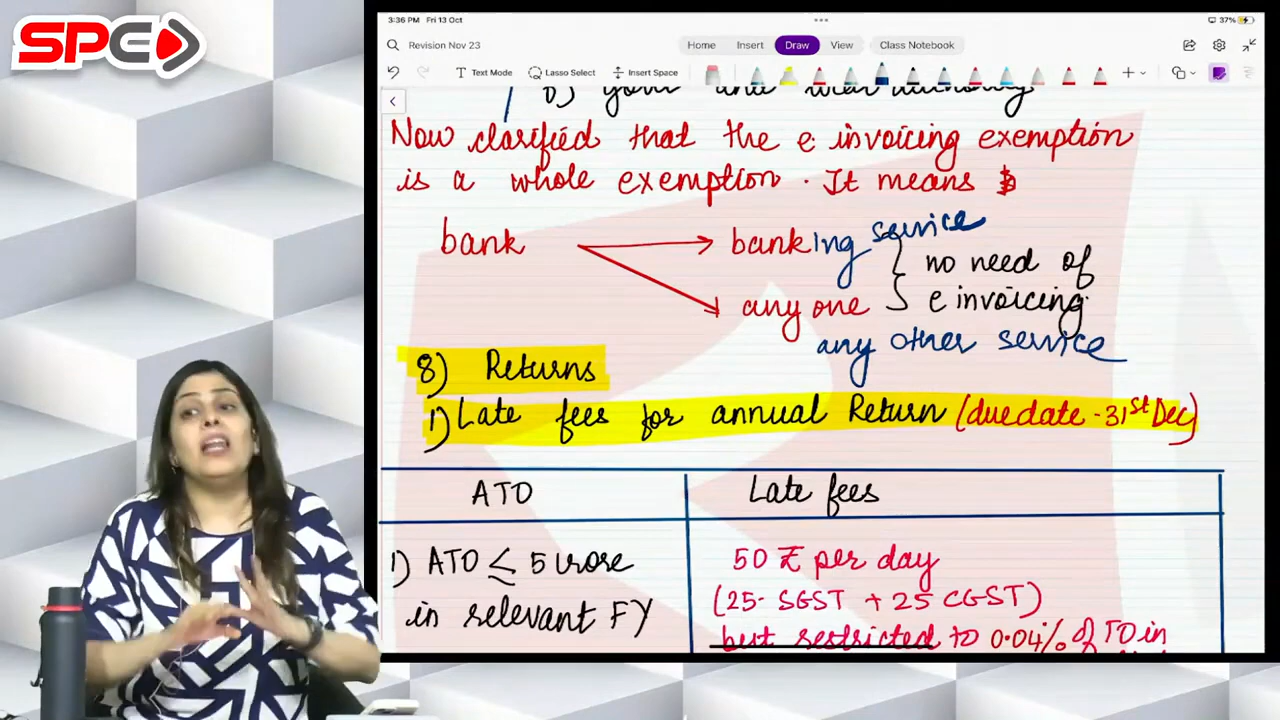 SPC
3:36 PM Fri 13 Oct
37%
Revision Nov 23
Home Insert Draw View Class Notebook
Text Mode Lasso Select Insert Space
Now clarified that the e invoicing exemption
is a whole exemption. It means
bank
banking service
any one
no need of
e invoicing
any other service
8) Returns
1) Late fees for annual Return (due date - 31st Dec)
ATO
Late fees
1) ATO ≤ 5 crore
in relevant FY
50 ₹ per day
(25- SGST + 25 CGST)
best restricted to 0.04% of TO in